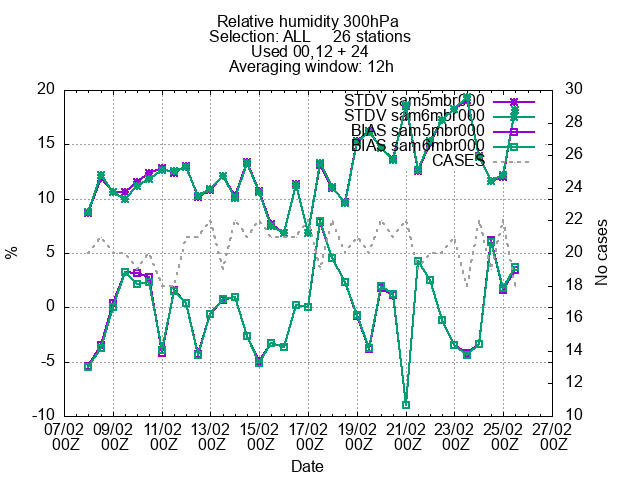 Relative humidity 300hPa
Selection: ALL 26 stations
Used 00,12 + 24
Averaging window: 12h
STDV sam5mbr000
STDV sam6mbr000
BIAS sam5mbr000
BIAS sam6mbr000
CASES
20
15
10
5
0
-5
-10
%
30
28
26
24
22
20
18
16
14
12
10
No cases
07/02 09/02 11/02 13/02 15/02 17/02 19/02 21/02 23/02 25/02 27/02
00Z 00Z 00Z 00Z 00Z 00Z 00Z 00Z 00Z 00Z 00Z
Date